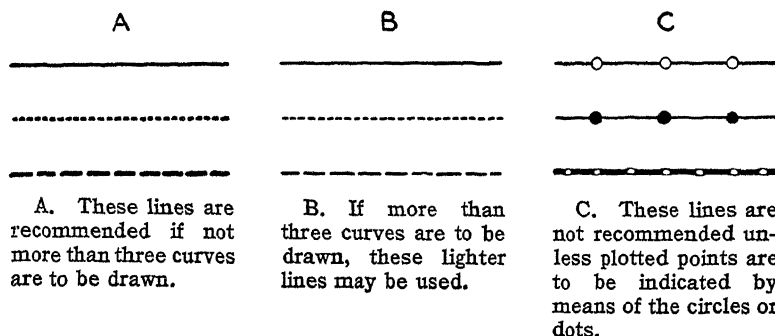 A
B
C
A. These lines are
recommended if not
more than three curves
are to be drawn.
B. If more than
three curves are to be
drawn, these lighter
lines may be used.
C. These lines are
not recommended un-
less plotted points are
to be indicated by
means of the circles or
dots.